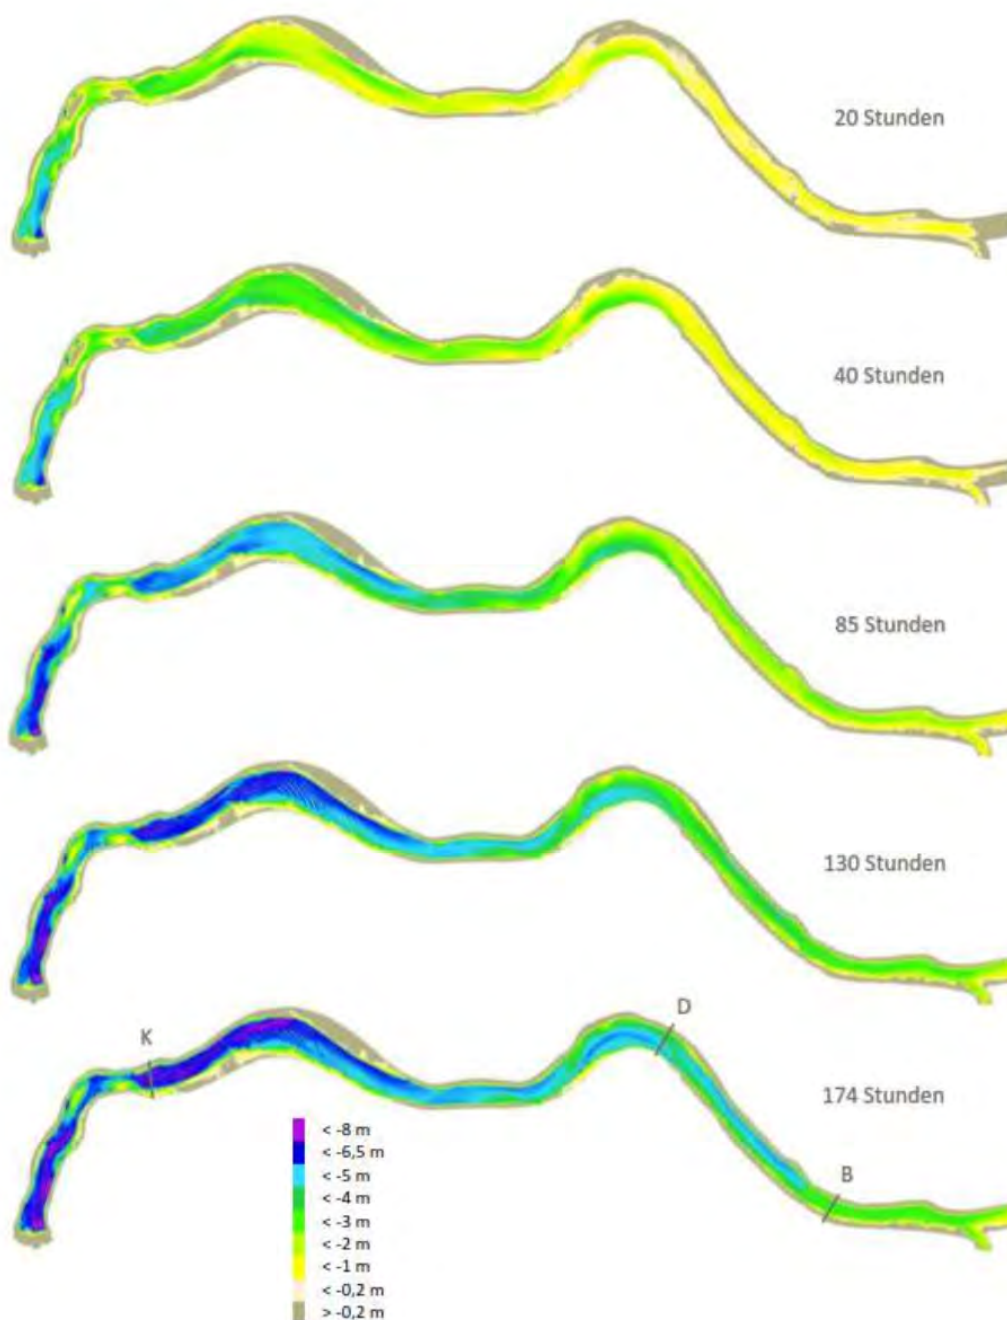 20 Stunden
40 Stunden
85 Stunden
130 Stunden
D
K
174 Stunden
B
< -8 m
< -6,5 m
< -5 m
< -4 m
< -3 m
< -2 m
< -1 m
< -0,2 m
> -0,2 m